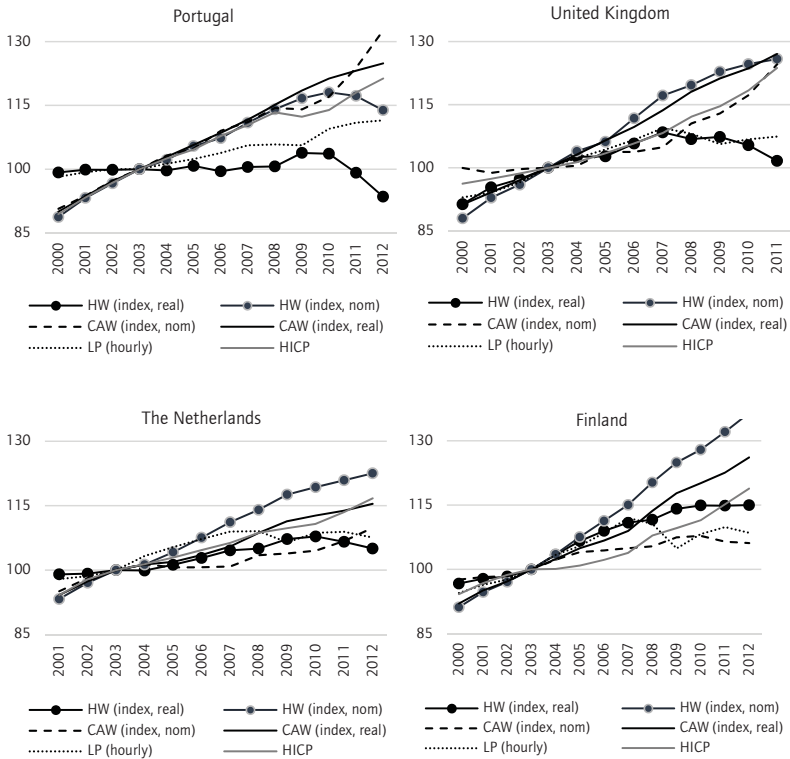 Portugal
130
115
100
85
2000 2001 2002 2003 2004 2005 2006 2007 2008 2009 2010 2011 2012
HW (index, real) HW (index, nom)
CAW (index, nom) CAW (index, real)
LP (hourly) HICP
United Kingdom
130
115
100
85
2000 2001 2002 2003 2004 2005 2006 2007 2008 2009 2010 2011
HW (index, real) HW (index, nom)
CAW (index, nom) CAW (index, real)
LP (hourly) HICP
The Netherlands
130
115
100
85
2001 2002 2003 2004 2005 2006 2007 2008 2009 2010 2011 2012
HW (index, real) HW (index, nom)
CAW (index, nom) CAW (index, real)
LP (hourly) HICP
Finland
130
115
100
85
2000 2001 2002 2003 2004 2005 2006 2007 2008 2009 2010 2011 2012
HW (index, real) HW (index, nom)
CAW (index, nom) CAW (index, real)
LP (hourly) HICP